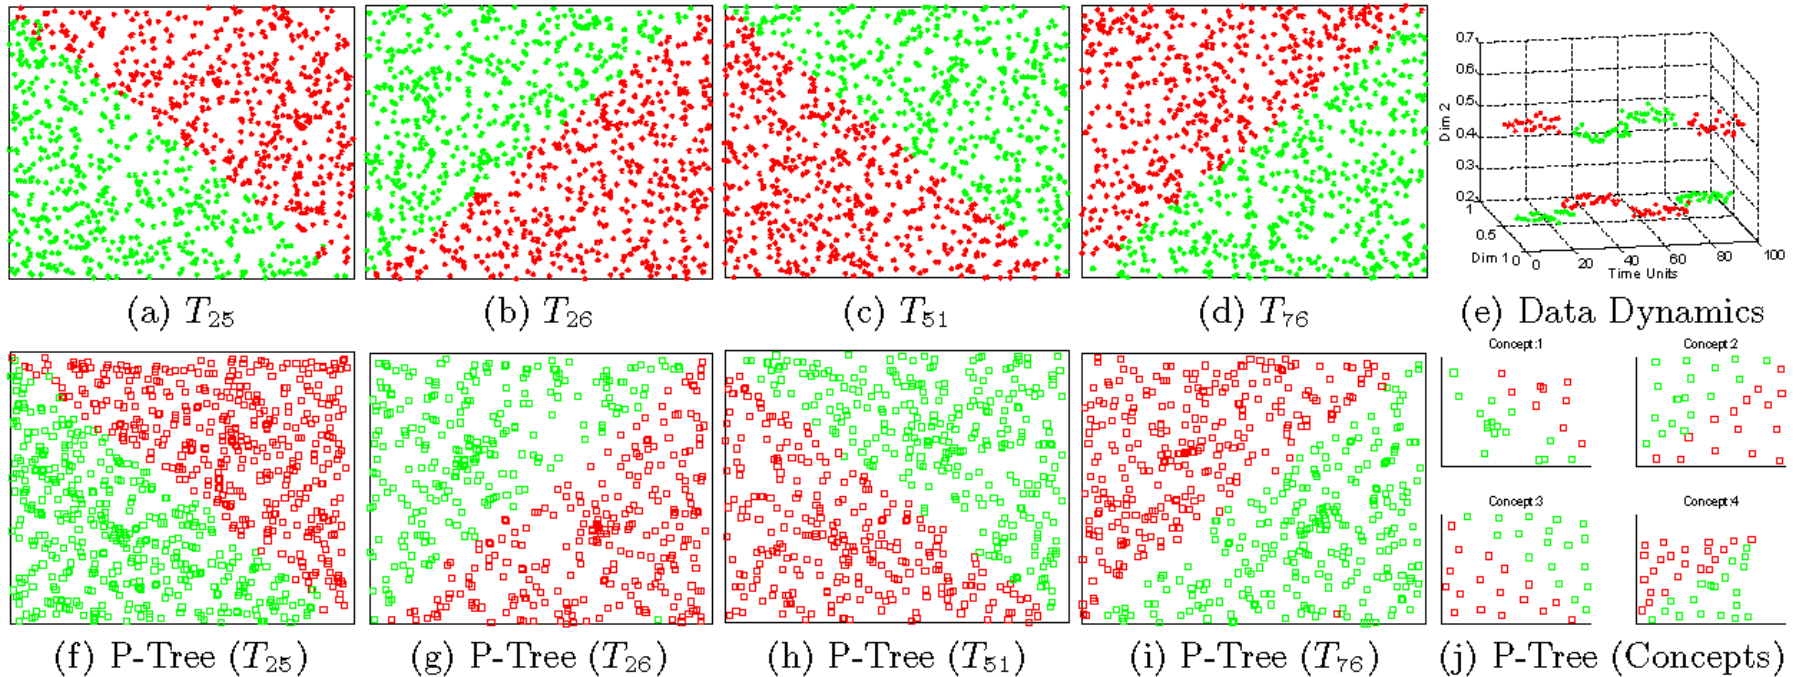 0.7
0.6
0.5
0.4
0.3
0.2
Dim 2
1
0.5
0
Dim 1
0
20
40
60
80
100
Time Units
(a) T25
(b) T26
(c) T51
(d) T76
(e) Data Dynamics
Concept:1
Concept:2
Concept:3
Concept:4
(f) P-Tree (T25)
(g) P-Tree (T26)
(h) P-Tree (T51)
(i) P-Tree (T76)
(j) P-Tree (Concepts)